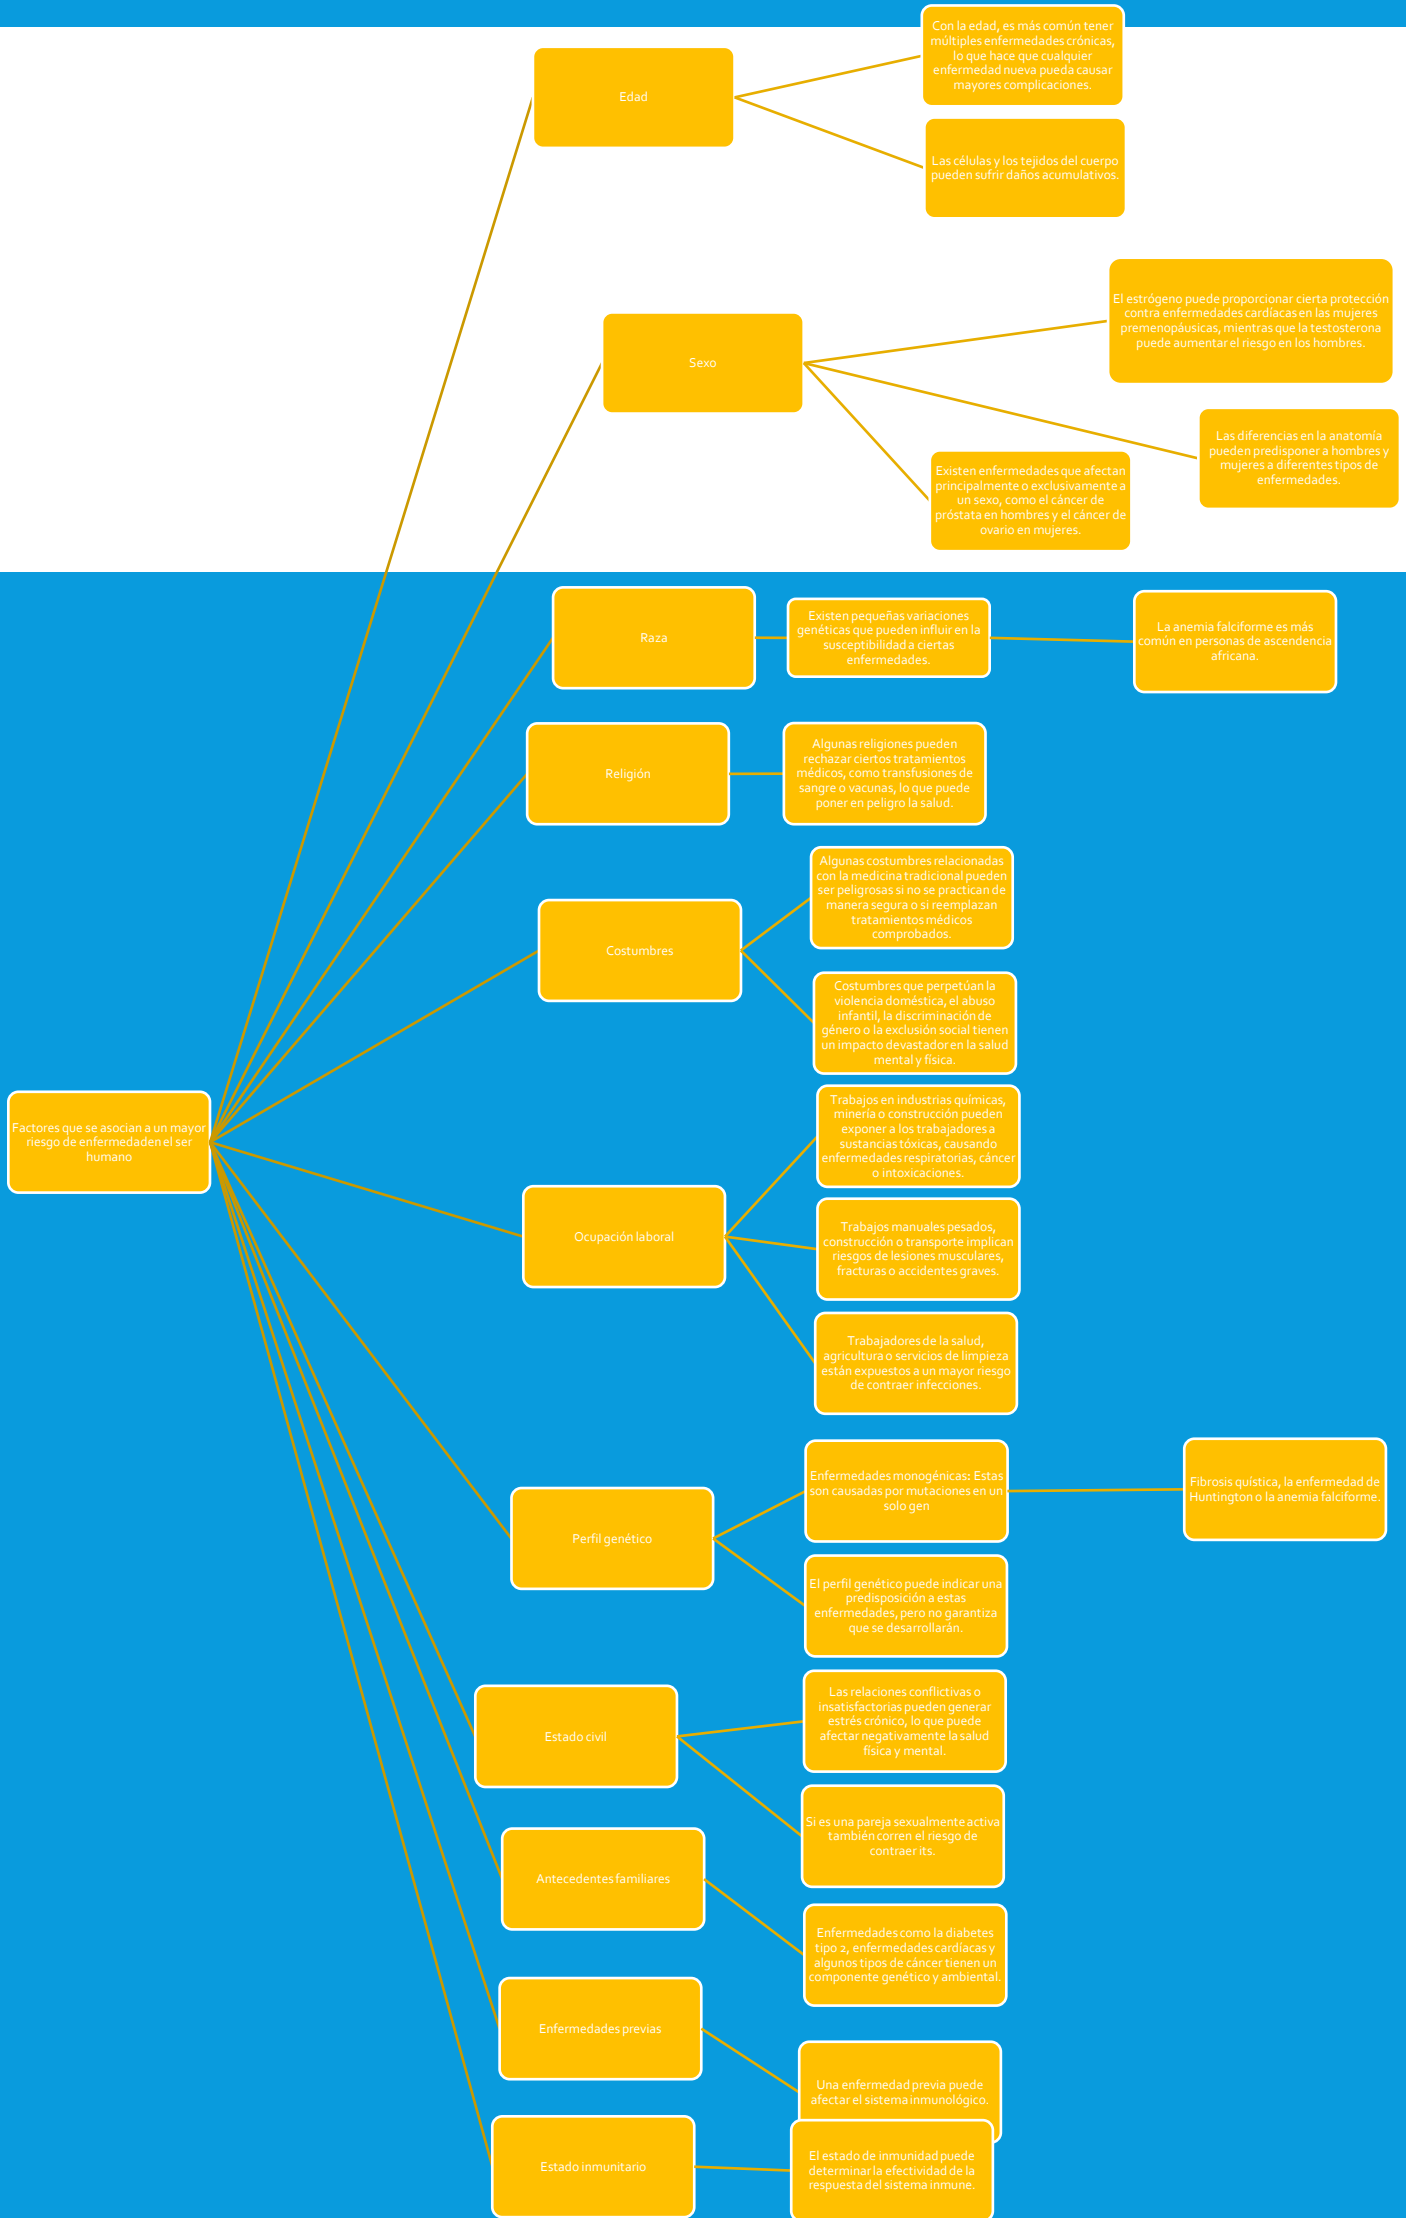 Factores que se asocian a un mayor
riesgo de enfermedad en el ser
humano
Edad
Con la edad, es más común tener
múltiples enfermedades crónicas,
lo que hace que cualquier
enfermedad nueva pueda causar
mayores complicaciones.
Las células y los tejidos del cuerpo
pueden sufrir daños acumulativos.
Sexo
El estrógeno puede proporcionar cierta protección
contra enfermedades cardíacas en las mujeres
premenopáusicas, mientras que la testosterona
puede aumentar el riesgo en los hombres.
Las diferencias en la anatomía
pueden predisponer a hombres y
mujeres a diferentes tipos de
enfermedades.
Existen enfermedades que afectan
principalmente o exclusivamente a
un sexo, como el cáncer de
próstata en hombres y el cáncer de
ovario en mujeres.
Raza
Existen pequeñas variaciones
genéticas que pueden influir en la
susceptibilidad a ciertas
enfermedades.
La anemia falciforme es más
común en personas de ascendencia
africana.
Religión
Algunas religiones pueden
rechazar ciertos tratamientos
médicos, como transfusiones de
sangre o vacunas, lo que puede
poner en peligro la salud.
Costumbres
Algunas costumbres relacionadas
con la medicina tradicional pueden
ser peligrosas si no se practican de
manera segura o si reemplazan
tratamientos médicos
comprobados.
Costumbres que perpetúan la
violencia doméstica, el abuso
infantil, la discriminación de
género o la exclusión social tienen
un impacto devastador en la salud
mental y física.
Ocupación laboral
Trabajos en industrias químicas,
minería o construcción pueden
exponer a los trabajadores a
sustancias tóxicas, causando
enfermedades respiratorias, cáncer
o intoxicaciones.
Trabajos manuales pesados,
construcción o transporte implican
riesgos de lesiones musculares,
fracturas o accidentes graves.
Trabajadores de la salud,
agricultura o servicios de limpieza
están expuestos a un mayor riesgo
de contraer infecciones.
Perfil genético
Enfermedades monogénicas: Estas
son causadas por mutaciones en un
solo gen
Fibrosis quística, la enfermedad de
Huntington o la anemia falciforme.
El perfil genético puede indicar una
predisposición a estas
enfermedades, pero no garantiza
que se desarrollarán.
Estado civil
Las relaciones conflictivas o
insatisfactorias pueden generar
estrés crónico, lo que puede
afectar negativamente la salud
física y mental.
Si es una pareja sexualmente activa
también corren el riesgo de
contraer its.
Antecedentes familiares
Enfermedades como la diabetes
tipo 2, enfermedades cardíacas y
algunos tipos de cáncer tienen un
componente genético y ambiental.
Enfermedades previas
Una enfermedad previa puede
afectar el sistema inmunológico.
Estado inmunitario
El estado de inmunidad puede
determinar la efectividad de la
respuesta del sistema inmune.